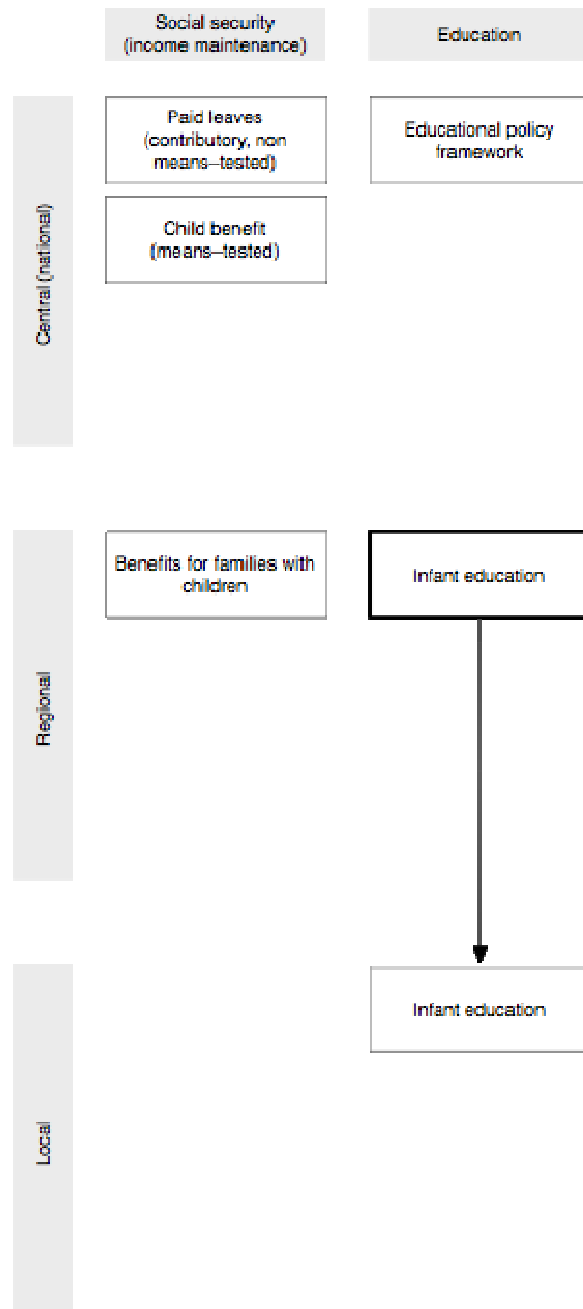 Social security
(income maintenance)
Education
Central (national)
Paid leaves
(contributory, non
means–tested)
Educational policy
framework
Child benefit
(means–tested)
Regional
Benefits for families with
children
Infant education
Local
Infant education